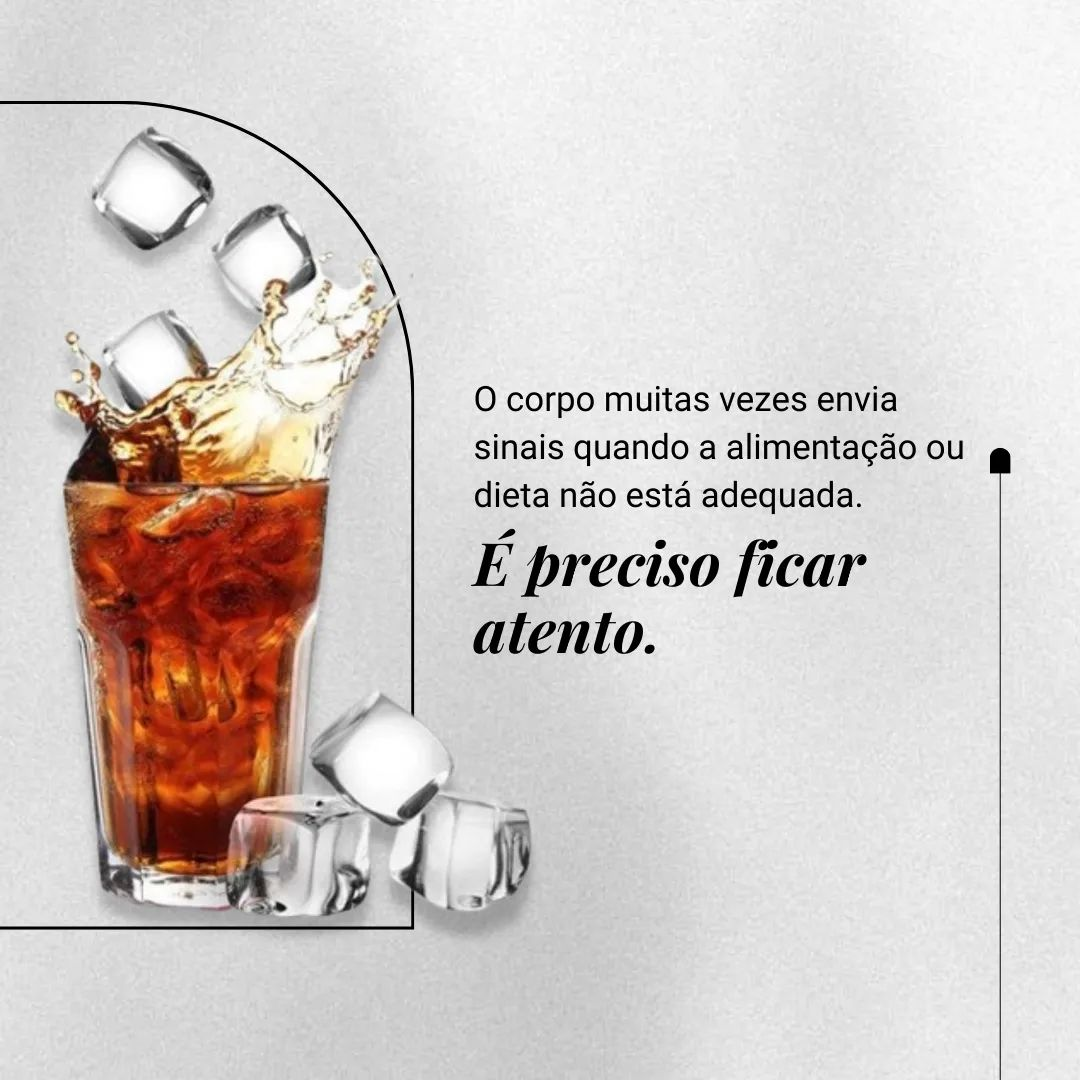 O corpo muitas vezes envia
sinais quando a alimentação ou
dieta não está adequada.
É preciso ficar
atento.